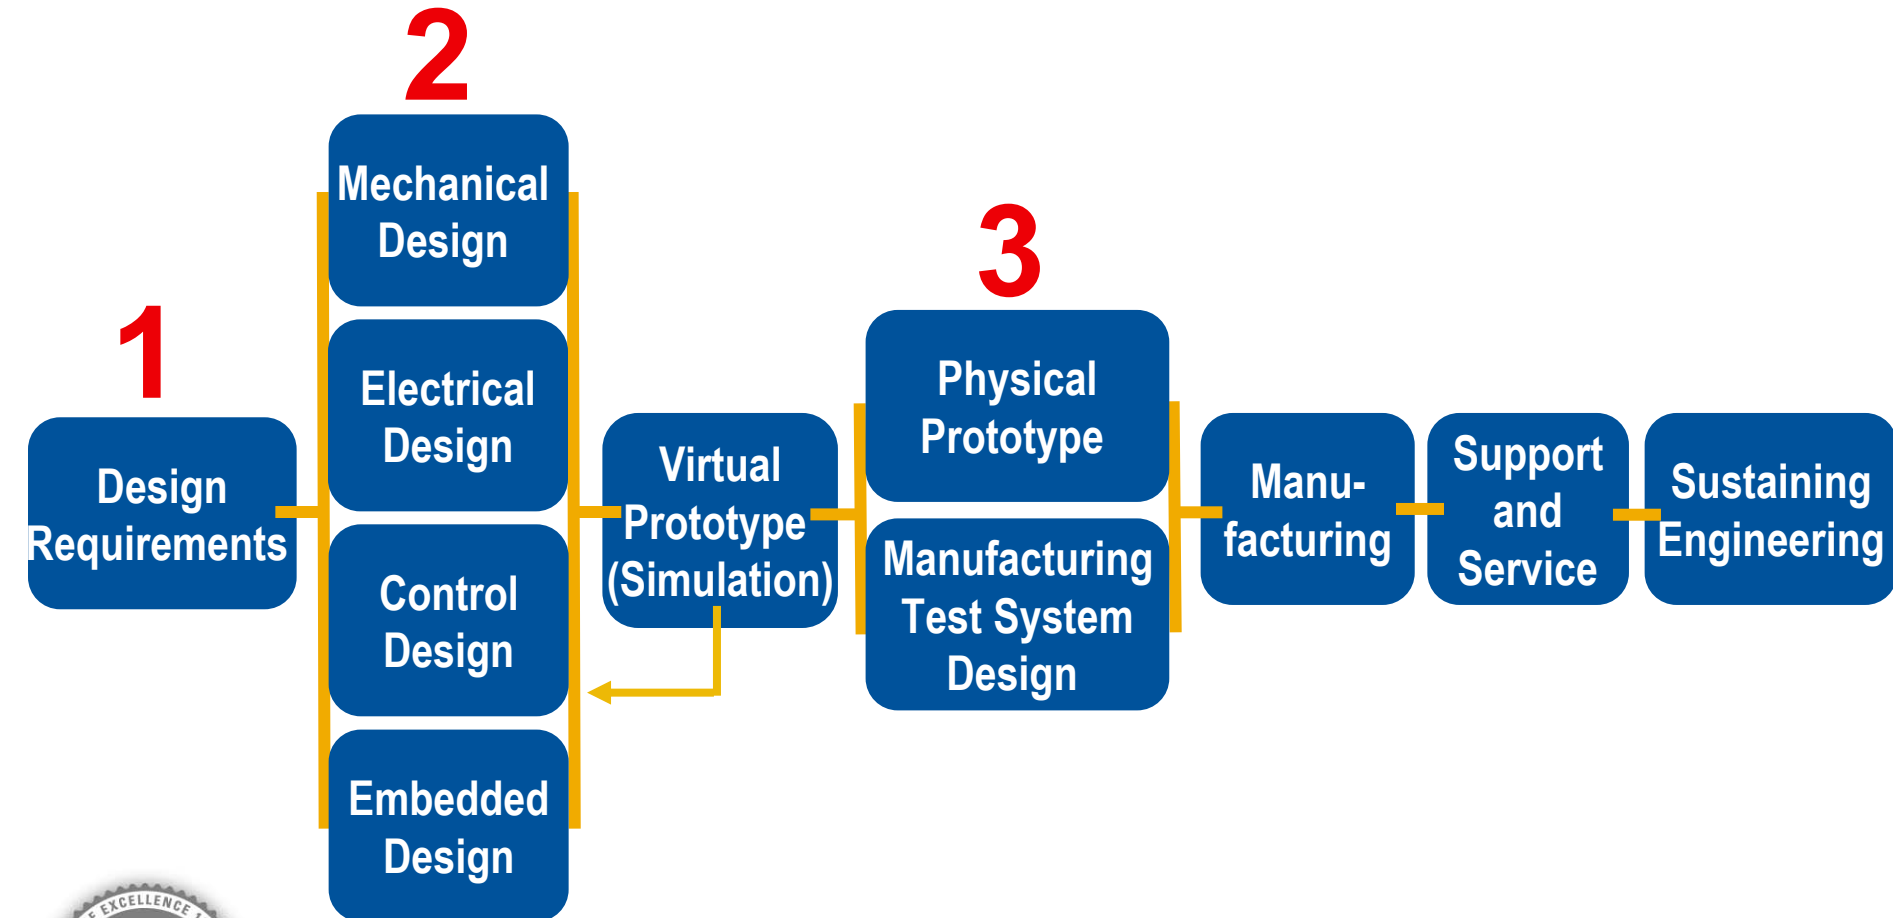 1
Design
Requirements
2
Mechanical
Design
Electrical
Design
Control
Design
Embedded
Design
Virtual
Prototype
(Simulation)
3
Physical
Prototype
Manufacturing
Test System
Design
Manu-
facturing
Support
and
Service
Sustaining
Engineering
EXCELLENCE